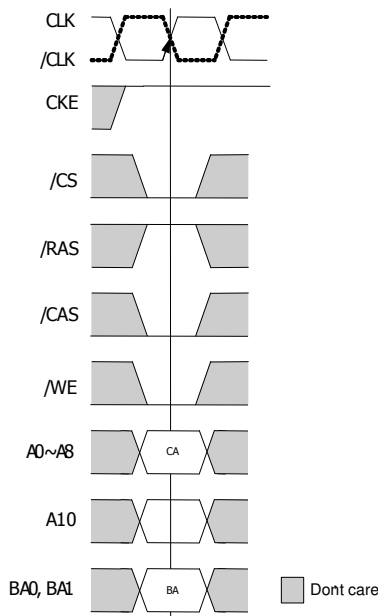 CLK
/CLK
CKE
/CS
/RAS
/CAS
/WE
A0~A8 CA
A10
BA0, BA1 BA
Dont care